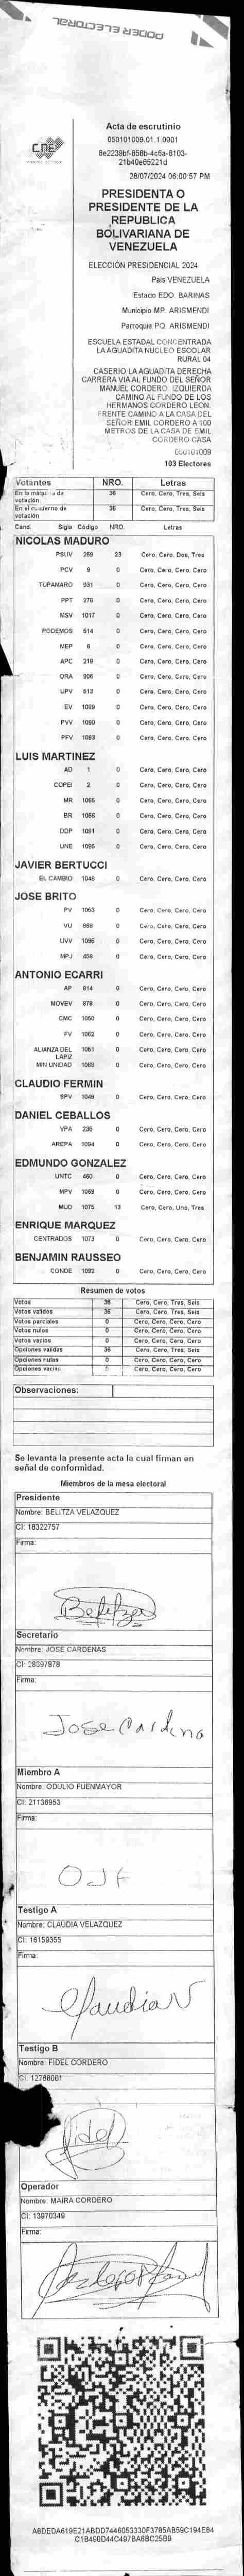 PODER ELECTORAL
CNE
PODER ELECTORAL
Acta de escrutinio
050101009.01.1.0001
8e2239bf-858b-4c6a-8103-
21b40e85221d
28/07/2024 06:00:57 PM
PRESIDENTA O
PRESIDENTE DE LA
REPUBLICA
BOLIVARIANA DE
VENEZUELA
ELECCIÓN PRESIDENCIAL 2024
País VENEZUELA
Estado EDO. BARINAS
Municipio MP. ARISMENDI
Parroquia PQ. ARISMENDI
ESCUELA ESTADAL CONCENTRADA
LA AGUADITA NUCLEO ESCOLAR
RURAL 04
CASERIO LA AGUADITA DERECHA
CARRERA VIA AL FUNDO DEL SEÑOR
MANUEL CORDERO. IZQUIERDA
CAMINO AL FUNDO DE LOS
HERMANOS CORDERO LEON.
FRENTE CAMINO A LA CASA DEL
SEÑOR EMIL CORDERO A 100
METROS DE LA CASA DE EMIL
CORDERO CASA
050101009
103 Electores
Votantes NRO. Letras
En la máquina de votación 36 Cero, Cero, Tres, Seis
En el cuaderno de votación 36 Cero, Cero, Tres, Seis
Cand. Sigla Código NRO. Letras
NICOLAS MADURO
PSUV 269 23 Cero, Cero, Dos, Tres
PCV 9 0 Cero, Cero, Cero, Cero
TUPAMARO 931 0 Cero, Cero, Cero, Cero
PPT 276 0 Cero, Cero, Cero, Cero
MSV 1017 0 Cero, Cero, Cero, Cero
PODEMOS 514 0 Cero, Cero, Cero, Cero
MEP 6 0 Cero, Cero, Cero, Cero
APC 219 0 Cero, Cero, Cero, Cero
ORA 906 0 Cero, Cero, Cero, Cero
UPV 613 0 Cero, Cero, Cero, Cero
EV 1089 0 Cero, Cero, Cero, Cero
PVV 1080 0 Cero, Cero, Cero, Cero
PFV 1093 0 Cero, Cero, Cero, Cero
LUIS MARTINEZ
AD 1 0 Cero, Cero, Cero, Cero
COPEI 2 0 Cero, Cero, Cero, Cero
MR 1065 0 Cero, Cero, Cero, Cero
BR 1066 0 Cero, Cero, Cero, Cero
DDP 1091 0 Cero, Cero, Cero, Cero
UNE 1095 0 Cero, Cero, Cero, Cero
JAVIER BERTUCCI
EL CAMBIO 1046 0 Cero, Cero, Cero, Cero
JOSE BRITO
PV 1063 0 Cero, Cero, Cero, Cero
VU 668 0 Cero, Cero, Cero, Cero
UVV 1096 0 Cero, Cero, Cero, Cero
MPJ 458 0 Cero, Cero, Cero, Cero
ANTONIO ECARRI
AP 814 0 Cero, Cero, Cero, Cero
MOVEV 878 0 Cero, Cero, Cero, Cero
CMC 1050 0 Cero, Cero, Cero, Cero
FV 1062 0 Cero, Cero, Cero, Cero
ALIANZA DEL LAPIZ 1061 0 Cero, Cero, Cero, Cero
MIN UNIDAD 1069 0 Cero, Cero, Cero, Cero
CLAUDIO FERMIN
SPV 1049 0 Cero, Cero, Cero, Cero
DANIEL CEBALLOS
VPA 236 0 Cero, Cero, Cero, Cero
AREPA 1094 0 Cero, Cero, Cero, Cero
EDMUNDO GONZALEZ
UNTC 460 0 Cero, Cero, Cero, Cero
MPV 1069 0 Cero, Cero, Cero, Cero
MUD 1075 13 Cero, Cero, Uno, Tres
ENRIQUE MARQUEZ
CENTRADOS 1073 0 Cero, Cero, Cero, Cero
BENJAMIN RAUSSEO
CONDE 1092 0 Cero, Cero, Cero, Cero
Resumen de votos
Votos 36 Cero, Cero, Tres, Seis
Votos validos 36 Cero, Cero, Tres, Seis
Votos parciales 0 Cero, Cero, Cero, Cero
Votos nulos 0 Cero, Cero, Cero, Cero
Votos vacios 0 Cero, Cero, Cero, Cero
Opciones validas 36 Cero, Cero, Tres, Seis
Opciones nulas 0 Cero, Cero, Cero, Cero
Opciones vacias Cero, Cero, Cero, Cero
Observaciones:
Se levanta la presente acta la cual firman en
señal de conformidad.
Miembros de la mesa electoral
Presidente
Nombre: BELITZA VELAZQUEZ
CI: 18322757
Firma:
Belitza
Secretario
Nombre: JOSE CARDENAS
CI: 28597878
Firma:
Jose Cardena
Miembro A
Nombre: ODULIO FUENMAYOR
CI: 21136953
Firma:
OJF
Testigo A
Nombre: CLAUDIA VELAZQUEZ
CI: 16159355
Firma:
Claudia V
Testigo B
Nombre: FIDEL CORDERO
CI: 12768001
Fidel
Operador
Nombre: MAIRA CORDERO
CI: 13970349
Firma:
A8DEDA619E21ABDD7446053330F3785AB59C194E84
C1B490D44C497BA6BC25B9